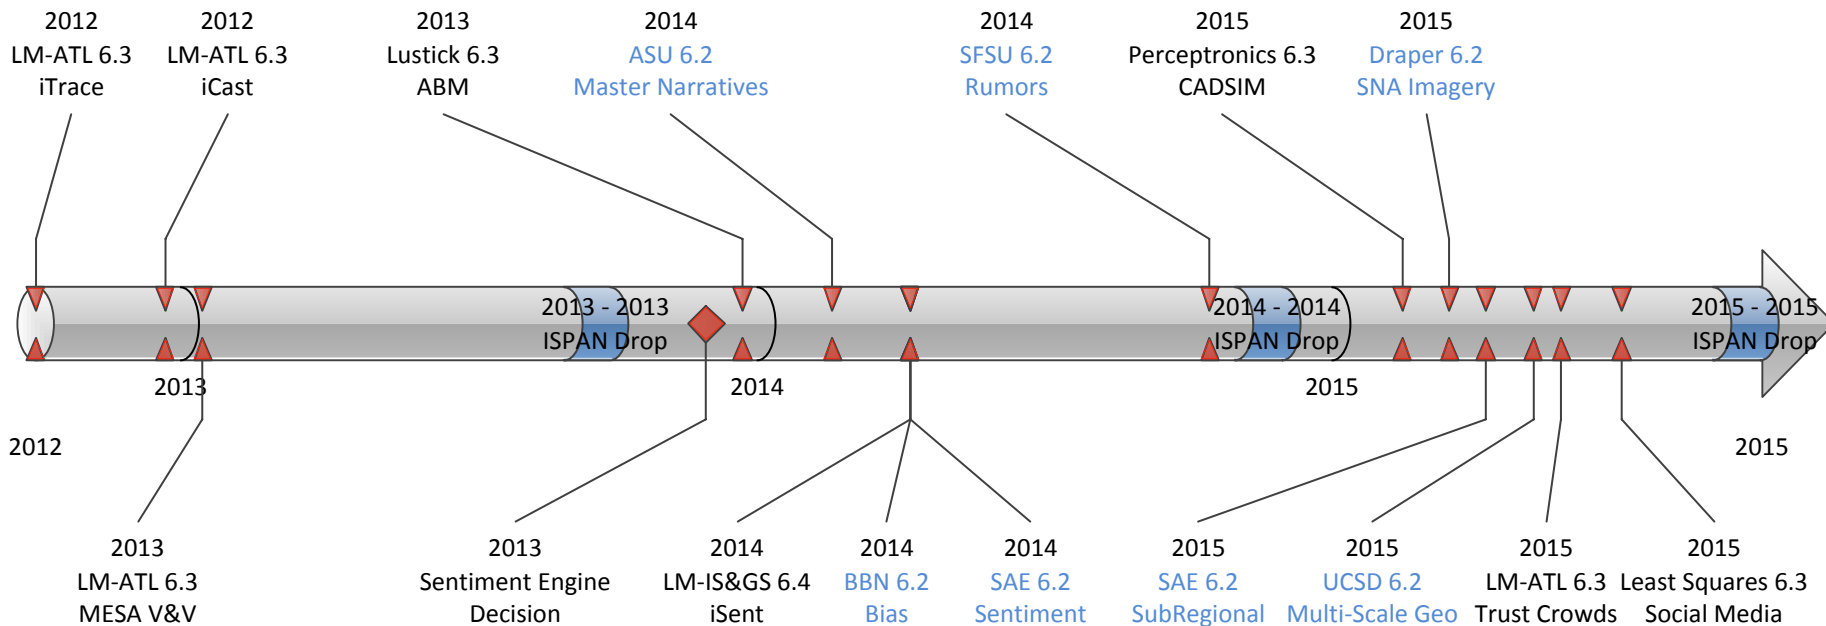 2012
LM-ATL 6.3
iTrace
2012
LM-ATL 6.3
iCast
2013
Lustick 6.3
ABM
2014
ASU 6.2
Master Narratives
2014
SFSU 6.2
Rumors
2015
Perceptronics 6.3
CADSIM
2015
Draper 6.2
SNA Imagery
2013 - 2013
ISPAN Drop
2014 - 2014
ISPAN Drop
2015 - 2015
ISPAN Drop
2013
2014
2015
2012
2015
2013
LM-ATL 6.3
MESA V&V
2013
Sentiment Engine
Decision
2014
LM-IS&GS 6.4
iSent
2014
BBN 6.2
Bias
2014
SAE 6.2
Sentiment
2015
SAE 6.2
SubRegional
2015
UCSD 6.2
Multi-Scale Geo
2015
LM-ATL 6.3
Trust Crowds
2015
Least Squares 6.3
Social Media